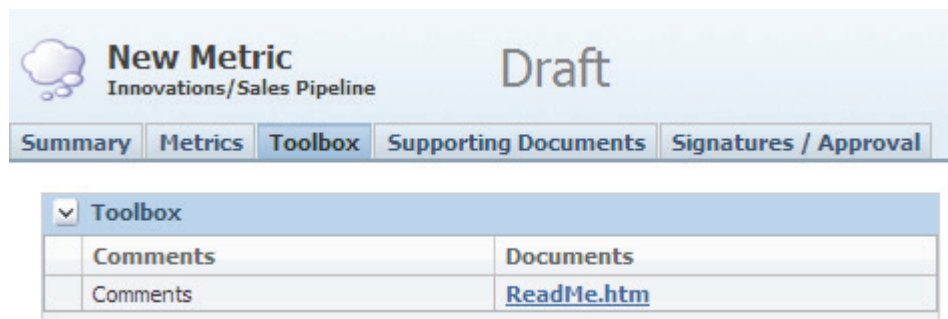 New Metric
Innovations/Sales Pipeline
Draft
Summary Metrics Toolbox Supporting Documents Signatures / Approval
Toolbox
Comments Documents
Comments ReadMe.htm